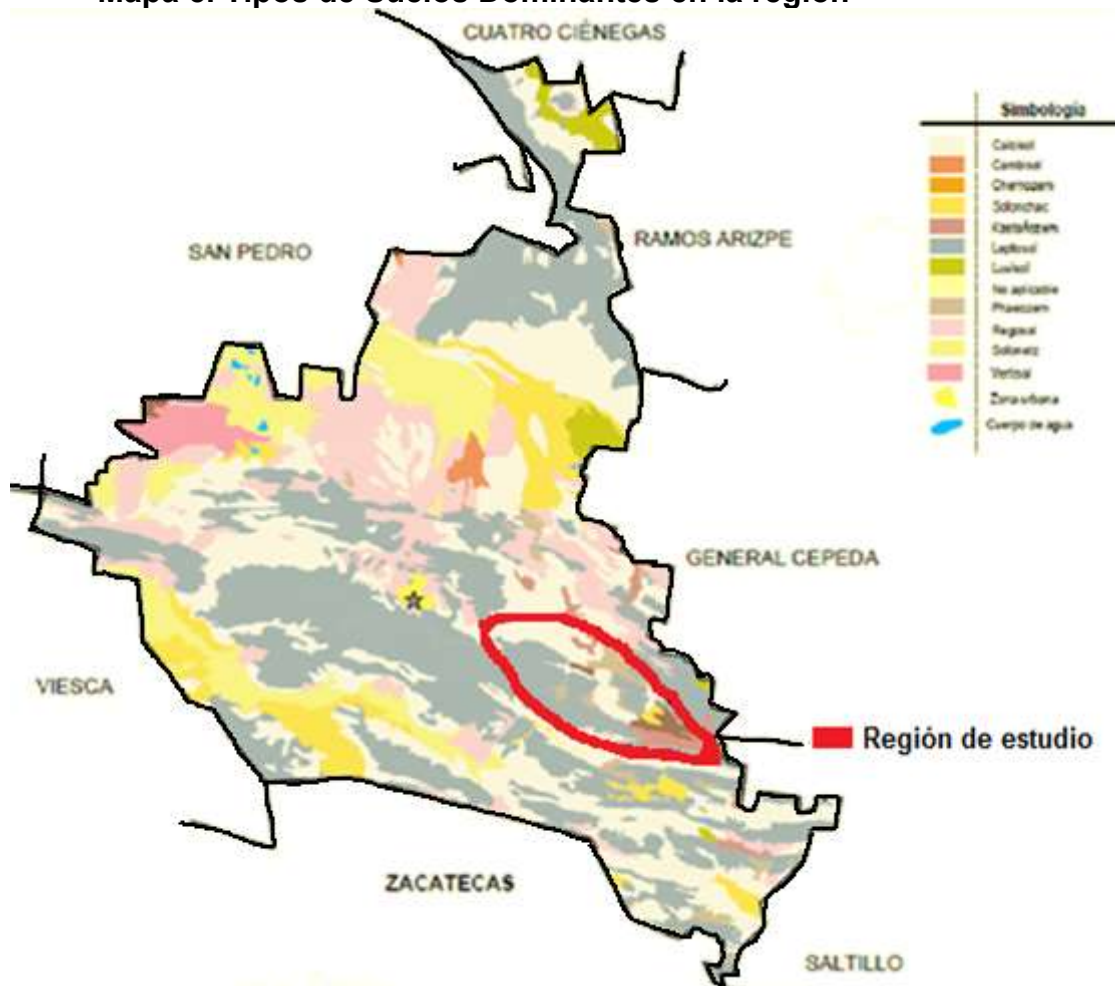 Mapa 6. Tipos de Suelos Dominantes en la región
CUATRO CIÉNEGAS
Simbología
Calcisol
Cambisol
Chernozem
Solonchac
Kastañozem
Leptosol
Luvisol
No aplicable
Phaeozem
Regosol
Solonetz
Vertisol
Zona urbana
Cuerpo de agua
SAN PEDRO
RAMOS ARIZPE
GENERAL CEPEDA
VIESCA
Región de estudio
ZACATECAS
SALTILLO